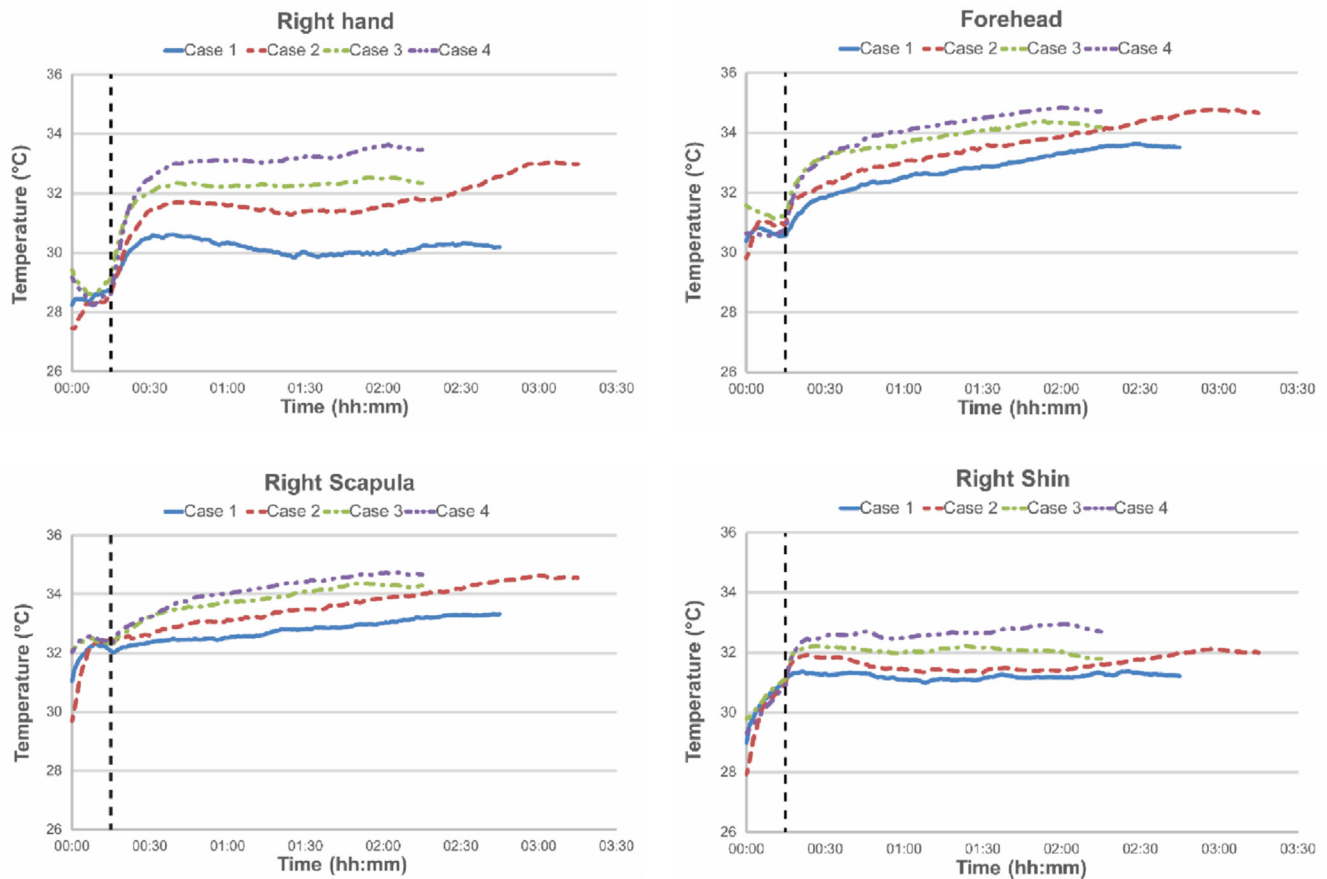 Right hand
Case 1 Case 2 Case 3 Case 4
36
34
32
30
28
26
Temperature (°C)
00:00 00:30 01:00 01:30 02:00 02:30 03:00 03:30
Time (hh:mm)
Forehead
Case 1 Case 2 Case 3 Case 4
36
34
32
30
28
26
Temperature (°C)
00:00 00:30 01:00 01:30 02:00 02:30 03:00 03:30
Time (hh:mm)
Right Scapula
Case 1 Case 2 Case 3 Case 4
36
34
32
30
28
26
Temperature (°C)
00:00 00:30 01:00 01:30 02:00 02:30 03:00 03:30
Time (hh:mm)
Right Shin
Case 1 Case 2 Case 3 Case 4
36
34
32
30
28
26
Temperature (°C)
00:00 00:30 01:00 01:30 02:00 02:30 03:00 03:30
Time (hh:mm)